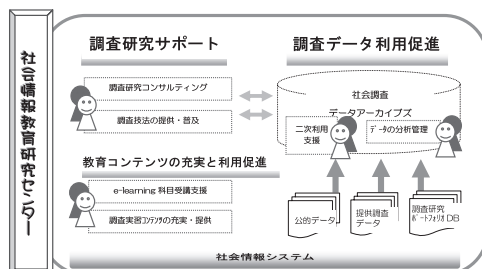 社会情報教育研究センター
調査研究サポート
調査研究コンサルティング
調査技法の提供・普及
教育コンテンツの充実と利用促進
e-learning 科目受講支援
調査実習コンテンツの充実・提供
調査データ利用促進
社会調査
データアーカイブズ
二次利用
支援
データの分析管理
公的データ
提供調査
データ
調査研究
ポートフォリオ DB
社会情報システム